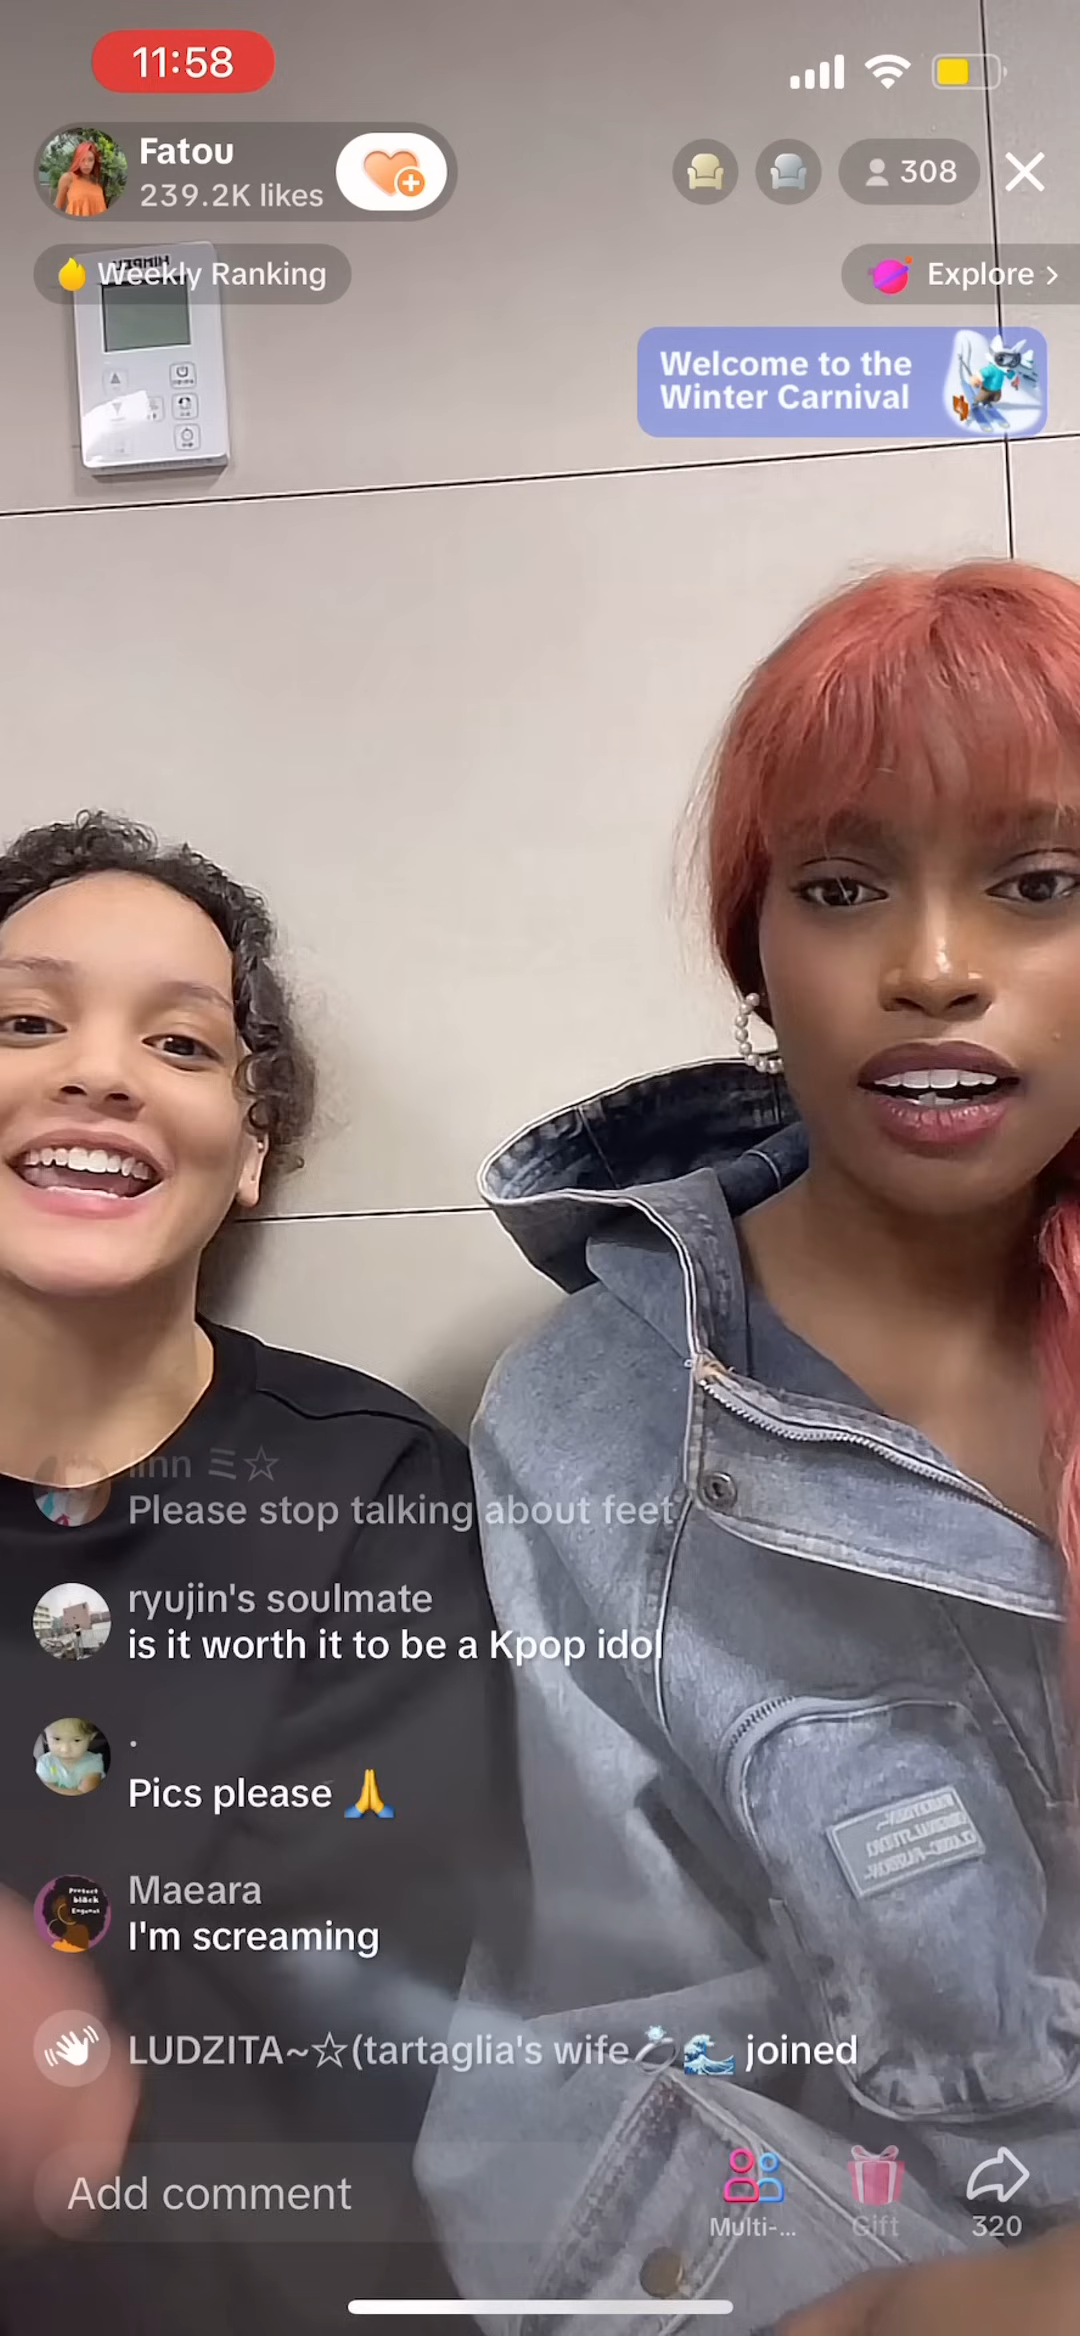 11:58
Fatou
239.2K likes
308
Weekly Ranking
Explore >
Welcome to the
Winter Carnival
linn ミ☆
Please stop talking about feet
ryujin's soulmate
is it worth it to be a Kpop idol
.
Pics please 🙏
Maeara
I'm screaming
LUDZITA~☆(tartaglia's wife💍🌊 joined
Add comment
Multi-...
Gift
320